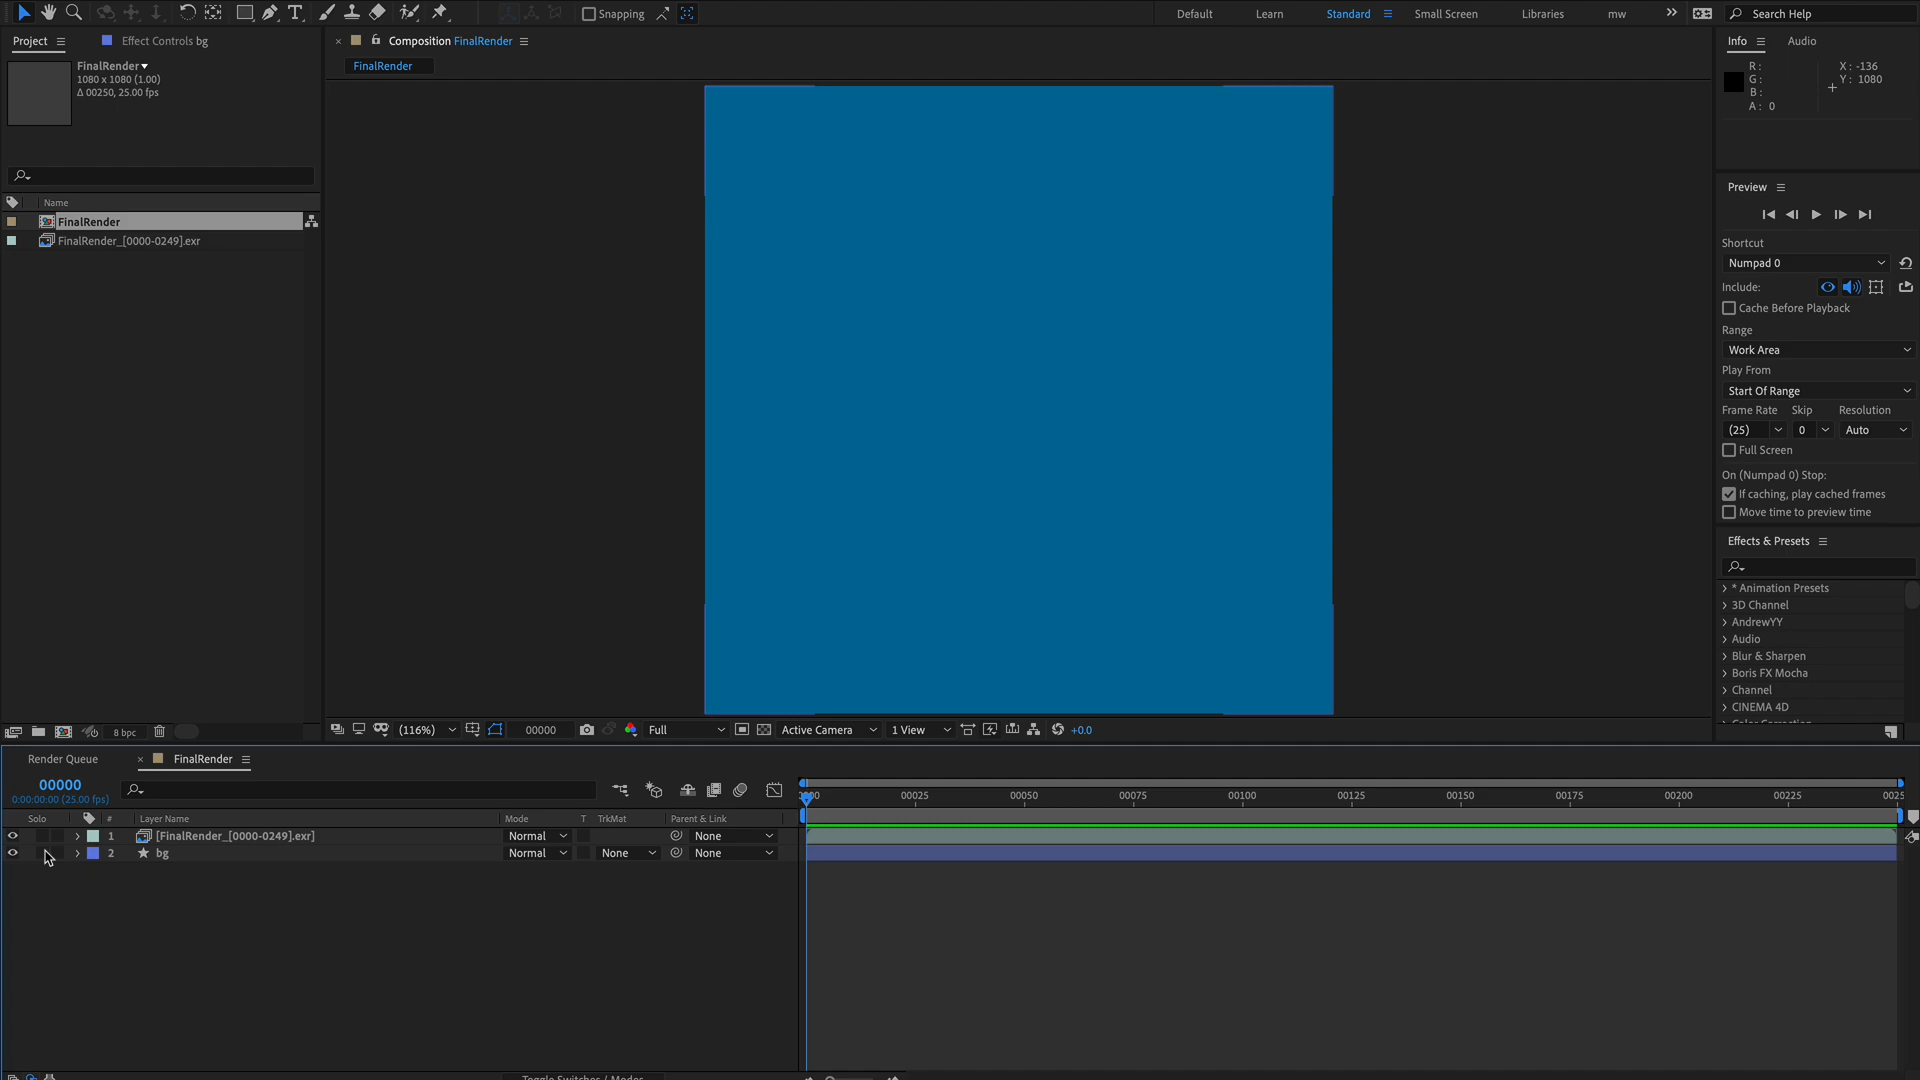 Snapping
Default
Learn
Standard
Small Screen
Libraries
mw
Search Help
Project
Effect Controls bg
Composition FinalRender
Info
Audio
FinalRender
1080 x 1080 (1.00)
Δ 00250, 25.00 fps
FinalRender
R :
G :
B :
A : 0
X : -136
Y : 1080
Name
FinalRender
FinalRender_[0000-0249].exr
Preview
Shortcut
Numpad 0
Include:
Cache Before Playback
Range
Work Area
Play From
Start Of Range
Frame Rate Skip Resolution
(25) 0 Auto
Full Screen
On (Numpad 0) Stop:
If caching, play cached frames
Move time to preview time
Effects & Presets
* Animation Presets
3D Channel
AndrewYY
Audio
Blur & Sharpen
Boris FX Mocha
Channel
CINEMA 4D
8 bpc
(116%)
00000
Full
Active Camera
1 View
+0.0
Render Queue
FinalRender
00000
0:00:00:00 (25.00 fps)
00025 00050 00075 00100 00125 00150 00175 00200 00225 0025
Solo # Layer Name Mode T TrkMat Parent & Link
1 [FinalRender_[0000-0249].exr] Normal None
2 bg Normal None None